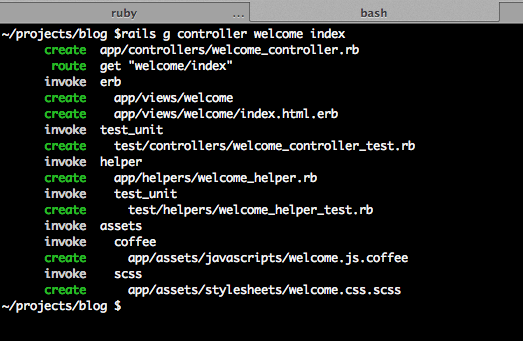 ruby ... bash
~/projects/blog $rails g controller welcome index
create app/controllers/welcome_controller.rb
route get "welcome/index"
invoke erb
create app/views/welcome
create app/views/welcome/index.html.erb
invoke test_unit
create test/controllers/welcome_controller_test.rb
invoke helper
create app/helpers/welcome_helper.rb
invoke test_unit
create test/helpers/welcome_helper_test.rb
invoke assets
invoke coffee
create app/assets/javascripts/welcome.js.coffee
invoke scss
create app/assets/stylesheets/welcome.css.scss
~/projects/blog $